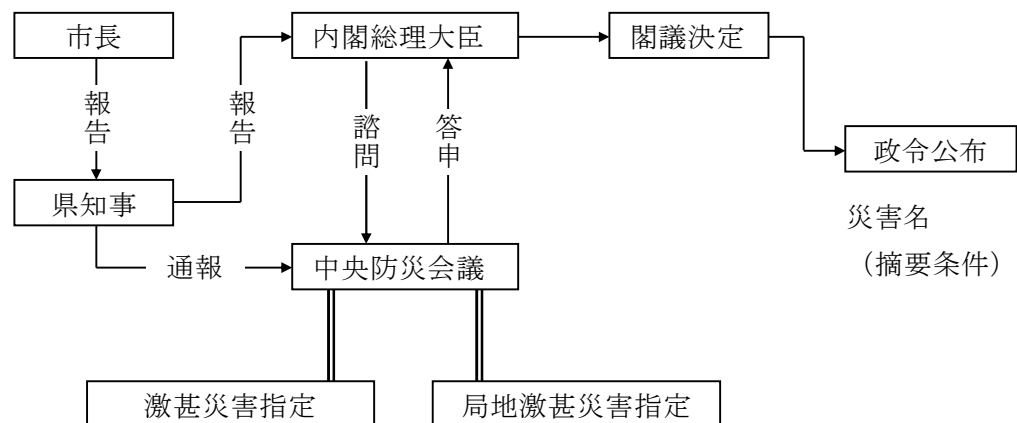 市長
内閣総理大臣
閣議決定
報告
報告
諮問
答申
政令公布
県知事
災害名
（摘要条件）
通報
中央防災会議
激甚災害指定
局地激甚災害指定